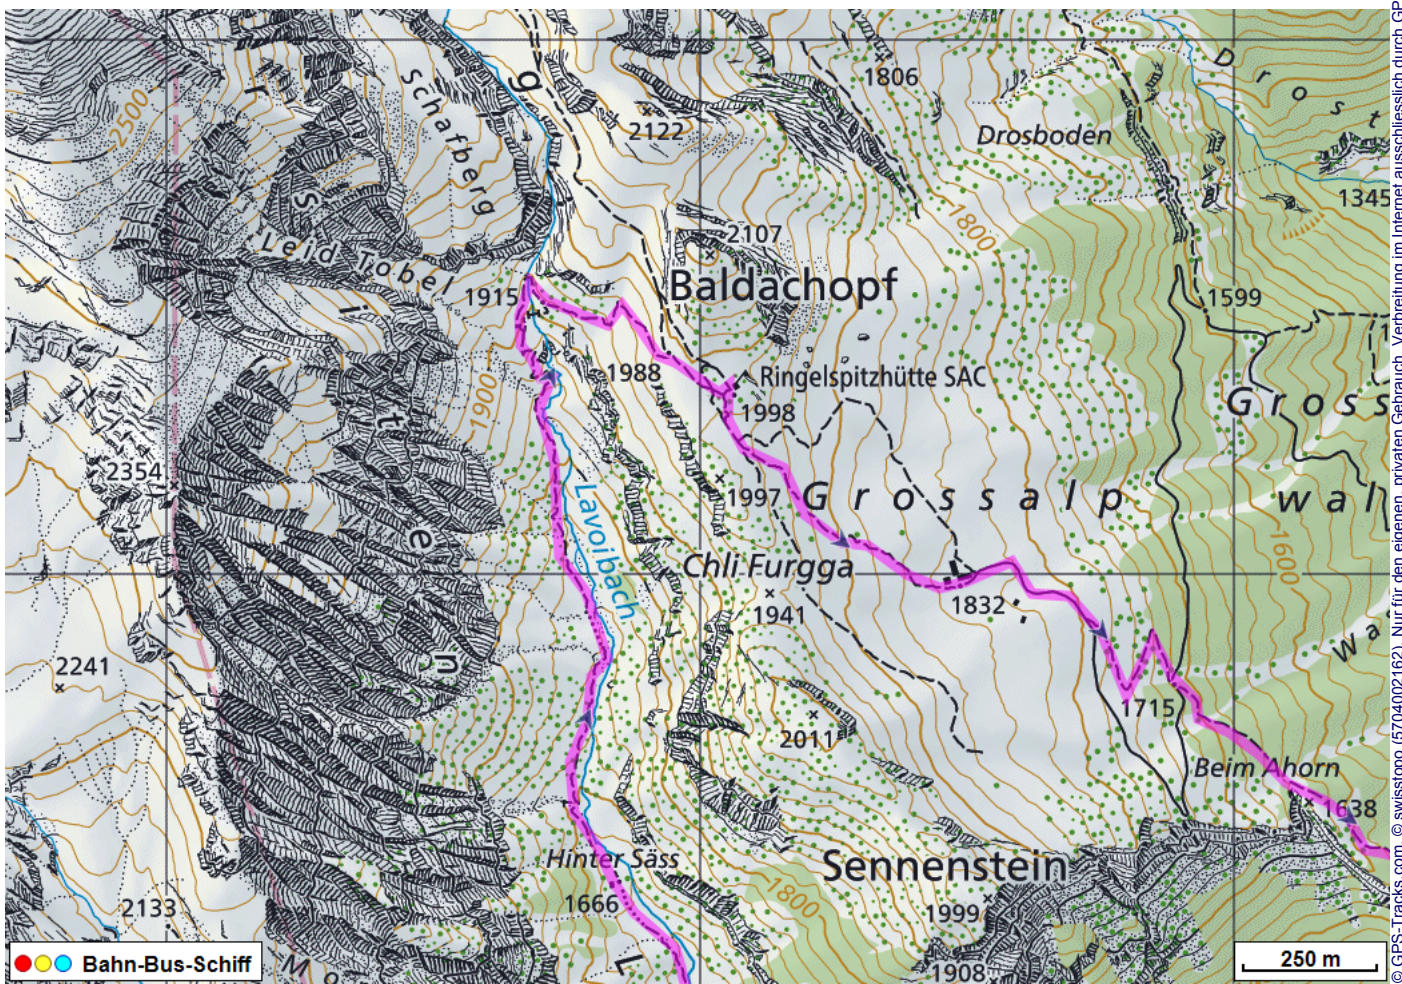 1806
2500
2122
Schafberg
g
r
s
i
t
e
n
Drosboden
D r o s t
1345
2107
1800
Leid Tobel
Baldachopf
1915
1599
1900
1988
Ringelspitzhütte SAC
1998
Gross
2354
1997
Grossalp
wal
Lavoibach
Chli Furgga
1600
1941
1832
Wa
2241
1715
2011
Beim Ahorn
1638
Hinter Säss
Sennenstein
1666
1800
1999
2133
L
1908
Mo
Bahn-Bus-Schiff
250 m
© GPS-Tracks.com, © swisstopo (5704002162), Nur für den eigenen, privaten Gebrauch. Verbreitung im Internet ausschliesslich durch GP